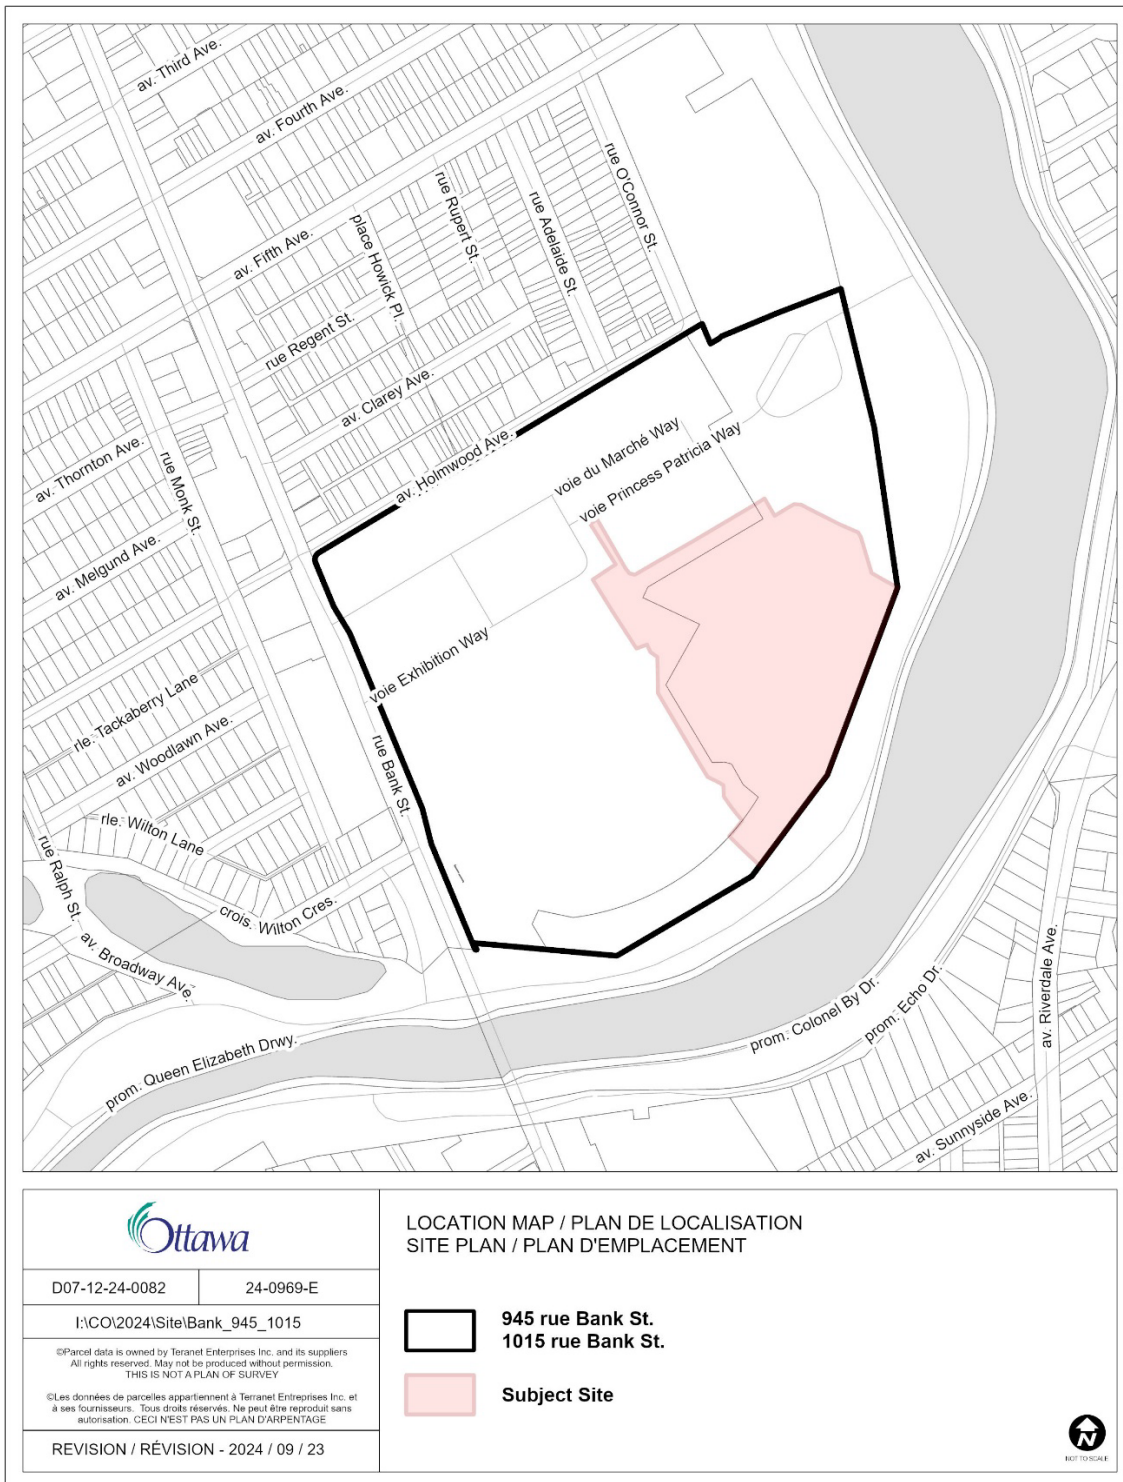 av. Third Ave.
av. Fourth Ave.
rue O'Connor St.
rue Rupert St.
rue Adelaide St.
place Howick Pl.
av. Fifth Ave.
rue Regent St.
av. Clarey Ave.
av. Holmwood Ave.
voie du Marché Way
voie Princess Patricia Way
av. Thornton Ave.
rue Monk St.
av. Melgund Ave.
voie Exhibition Way
rle. Tackaberry Lane
av. Woodlawn Ave.
rue Bank St.
rle. Wilton Lane
rue Ralph St.
crois. Wilton Cres.
av. Broadway Ave.
prom. Queen Elizabeth Drwy.
prom. Colonel By Dr.
prom. Echo Dr.
av. Riverdale Ave.
av. Sunnyside Ave.
Ottawa
D07-12-24-0082
24-0969-E
I:\CO\2024\Site\Bank_945_1015
©Parcel data is owned by Teranet Enterprises Inc. and its suppliers
All rights reserved. May not be produced without permission.
THIS IS NOT A PLAN OF SURVEY
©Les données de parcelles appartiennent à Terranet Entreprises Inc. et
à ses fournisseurs. Tous droits réservés. Ne peut être reproduit sans
autorisation. CECI N'EST PAS UN PLAN D'ARPENTAGE
REVISION / RÉVISION - 2024 / 09 / 23
LOCATION MAP / PLAN DE LOCALISATION
SITE PLAN / PLAN D'EMPLACEMENT
945 rue Bank St.
1015 rue Bank St.
Subject Site
N
NOT TO SCALE